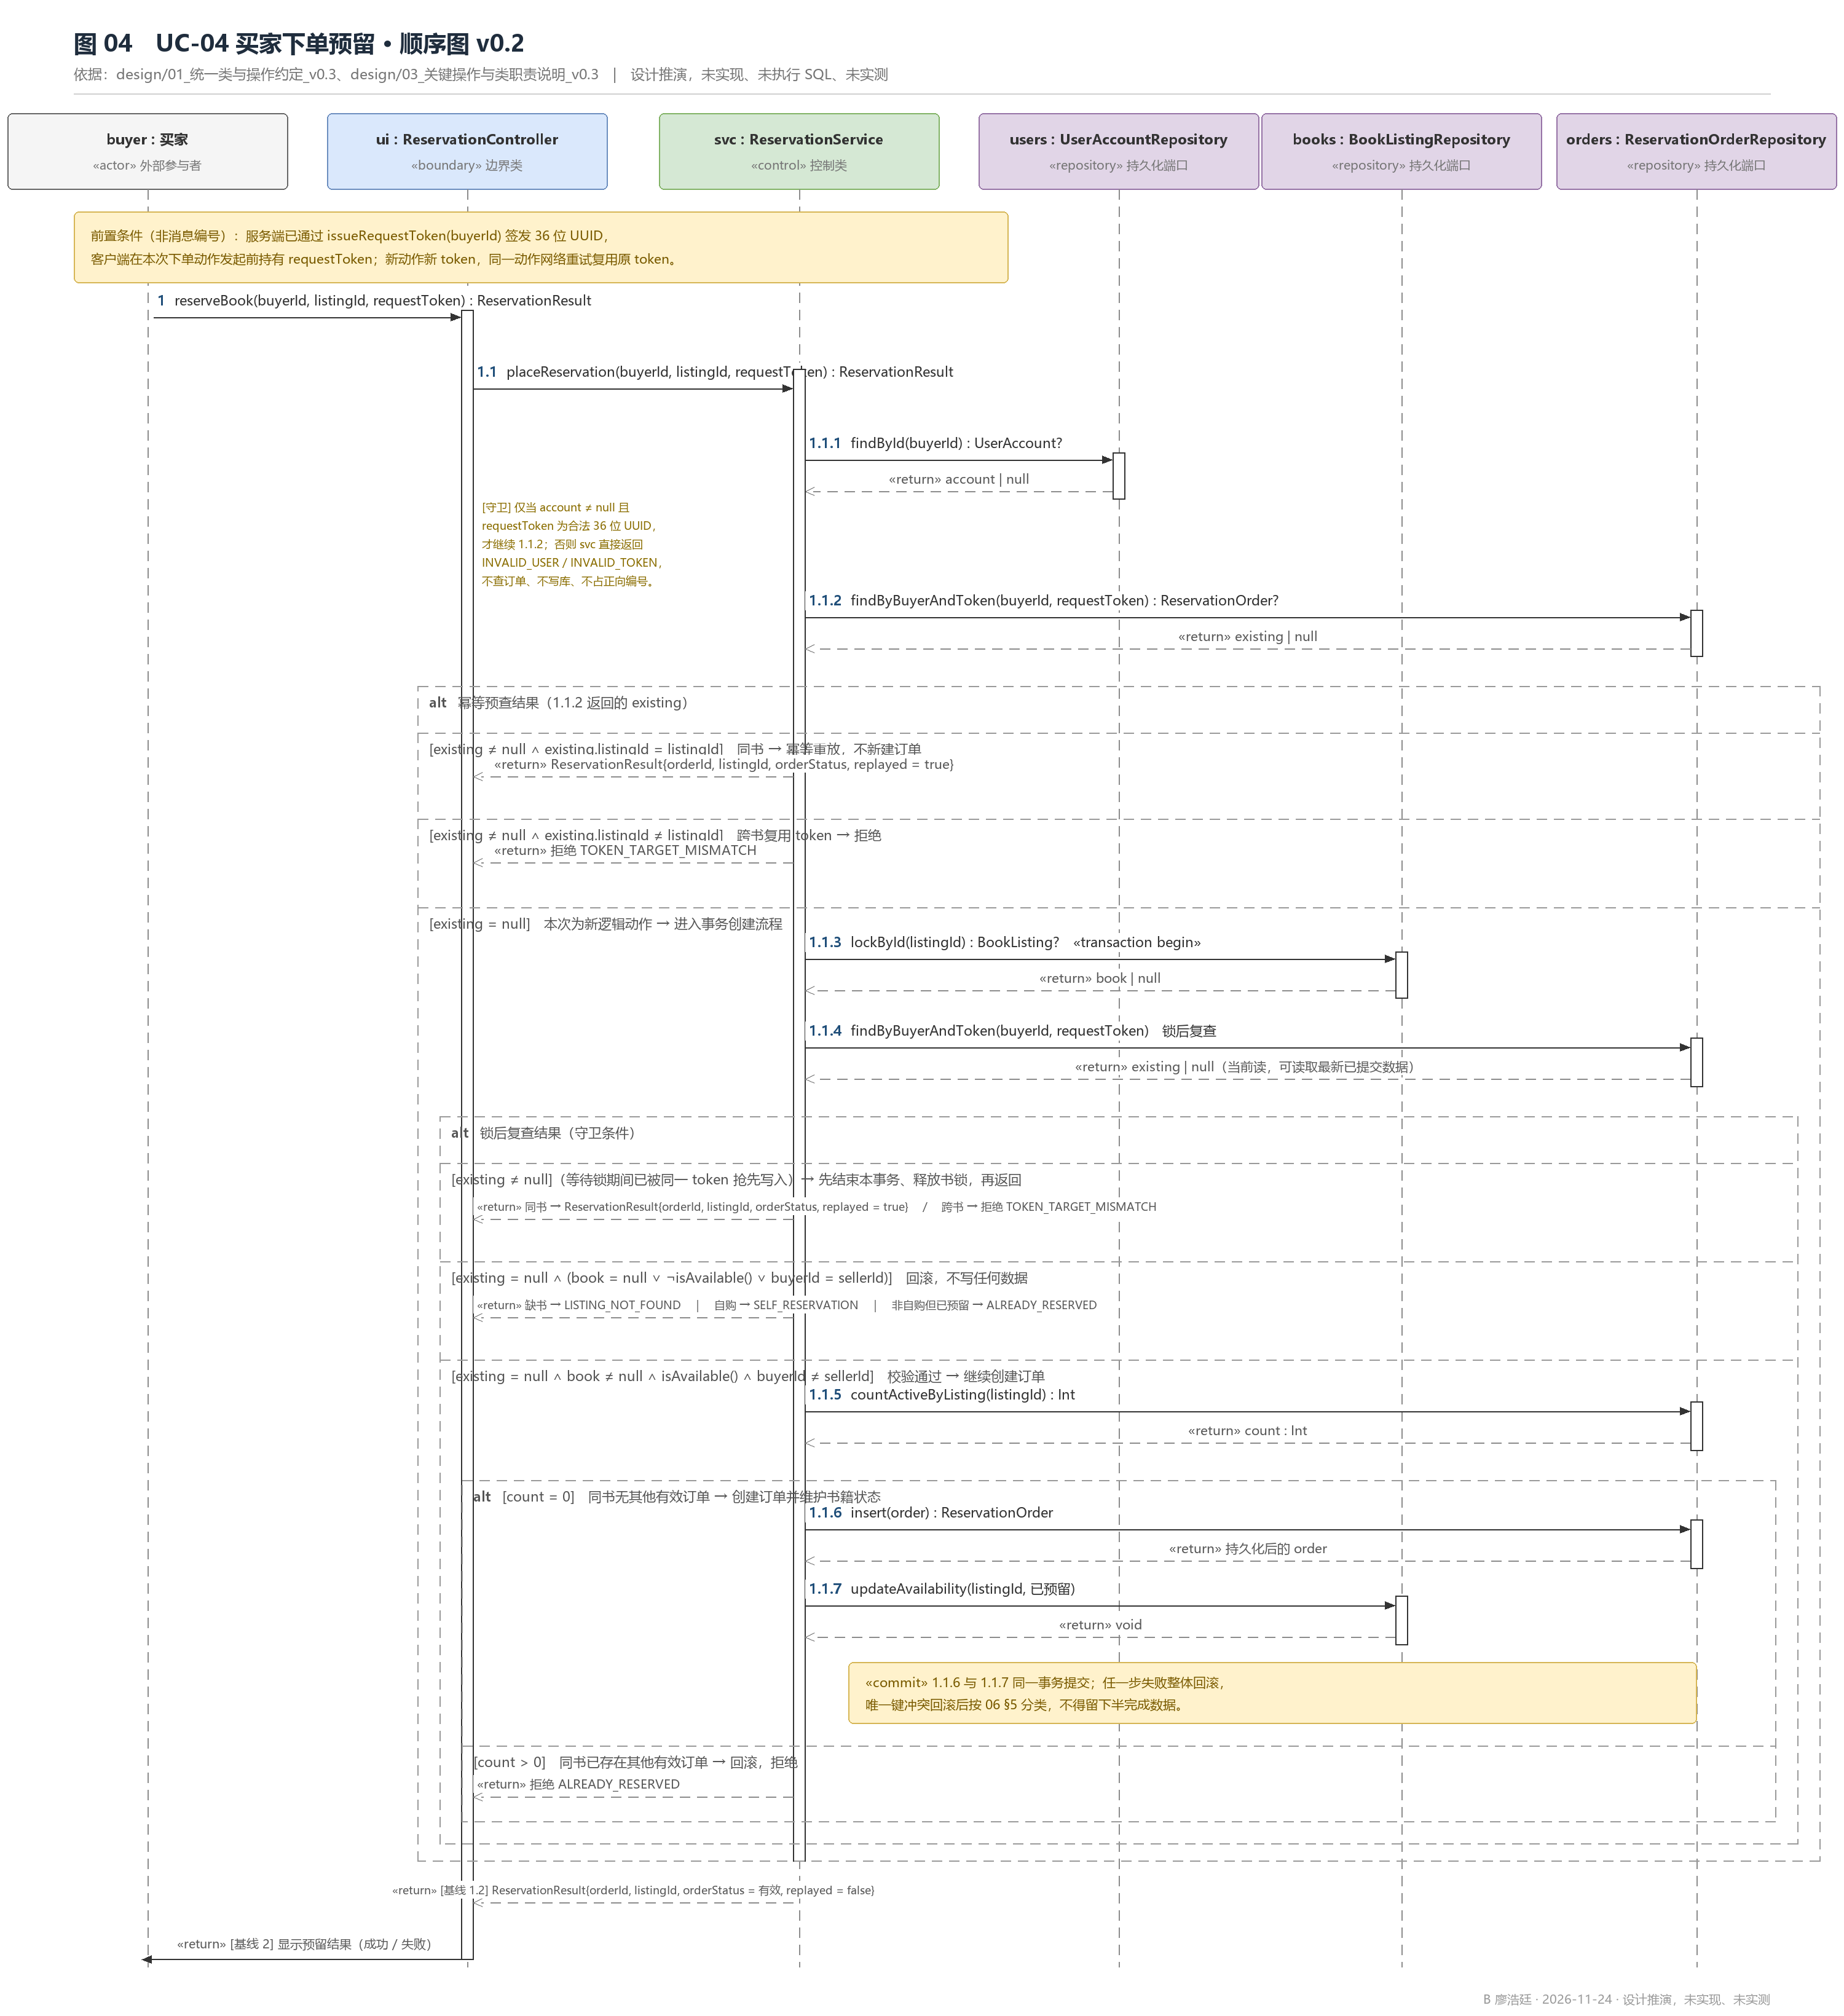 图 04 UC-04 买家下单预留 • 顺序图 v0.2
依据：design/01_统一类与操作约定_v0.3、design/03_关键操作与类职责说明_v0.3 | 设计推演，未实现、未执行 SQL、未实测
buyer : 买家
«actor» 外部参与者
ui : ReservationController
«boundary» 边界类
svc : ReservationService
«control» 控制类
users : UserAccountRepository
«repository» 持久化端口
books : BookListingRepository
«repository» 持久化端口
orders : ReservationOrderRepository
«repository» 持久化端口
前置条件（非消息编号）：服务端已通过 issueRequestToken(buyerId) 签发 36 位 UUID，
客户端在本次下单动作发起前持有 requestToken；新动作新 token，同一动作网络重试复用原 token。
1 reserveBook(buyerId, listingId, requestToken) : ReservationResult
1.1 placeReservation(buyerId, listingId, requestToken) : ReservationResult
1.1.1 findById(buyerId) : UserAccount?
«return» account | null
[守卫] 仅当 account ≠ null 且
requestToken 为合法 36 位 UUID，
才继续 1.1.2；否则 svc 直接返回
INVALID_USER / INVALID_TOKEN，
不查订单、不写库、不占正向编号。
1.1.2 findByBuyerAndToken(buyerId, requestToken) : ReservationOrder?
«return» existing | null
alt 幂等预查结果（1.1.2 返回的 existing）
[existing ≠ null ∧ existing.listingId = listingId] 同书 → 幂等重放，不新建订单
«return» ReservationResult{orderId, listingId, orderStatus, replayed = true}
[existing ≠ null ∧ existing.listingId ≠ listingId] 跨书复用 token → 拒绝
«return» 拒绝 TOKEN_TARGET_MISMATCH
[existing = null] 本次为新逻辑动作 → 进入事务创建流程
1.1.3 lockById(listingId) : BookListing? «transaction begin»
«return» book | null
1.1.4 findByBuyerAndToken(buyerId, requestToken) 锁后复查
«return» existing | null（当前读，可读取最新已提交数据）
alt 锁后复查结果（守卫条件）
[existing ≠ null]（等待锁期间已被同一 token 抢先写入）→ 先结束本事务、释放书锁，再返回
«return» 同书 → ReservationResult{orderId, listingId, orderStatus, replayed = true} / 跨书 → 拒绝 TOKEN_TARGET_MISMATCH
[existing = null ∧ (book = null ∨ ¬isAvailable() ∨ buyerId = sellerId)] 回滚，不写任何数据
«return» 缺书 → LISTING_NOT_FOUND | 自购 → SELF_RESERVATION | 非自购但已预留 → ALREADY_RESERVED
[existing = null ∧ book ≠ null ∧ isAvailable() ∧ buyerId ≠ sellerId] 校验通过 → 继续创建订单
1.1.5 countActiveByListing(listingId) : Int
«return» count : Int
alt [count = 0] 同书无其他有效订单 → 创建订单并维护书籍状态
1.1.6 insert(order) : ReservationOrder
«return» 持久化后的 order
1.1.7 updateAvailability(listingId, 已预留)
«return» void
«commit» 1.1.6 与 1.1.7 同一事务提交；任一步失败整体回滚，
唯一键冲突回滚后按 06 §5 分类，不得留下半完成数据。
[count > 0] 同书已存在其他有效订单 → 回滚，拒绝
«return» 拒绝 ALREADY_RESERVED
«return» [基线 1.2] ReservationResult{orderId, listingId, orderStatus = 有效, replayed = false}
«return» [基线 2] 显示预留结果（成功 / 失败）
B 廖浩廷 · 2026-11-24 · 设计推演，未实现、未实测